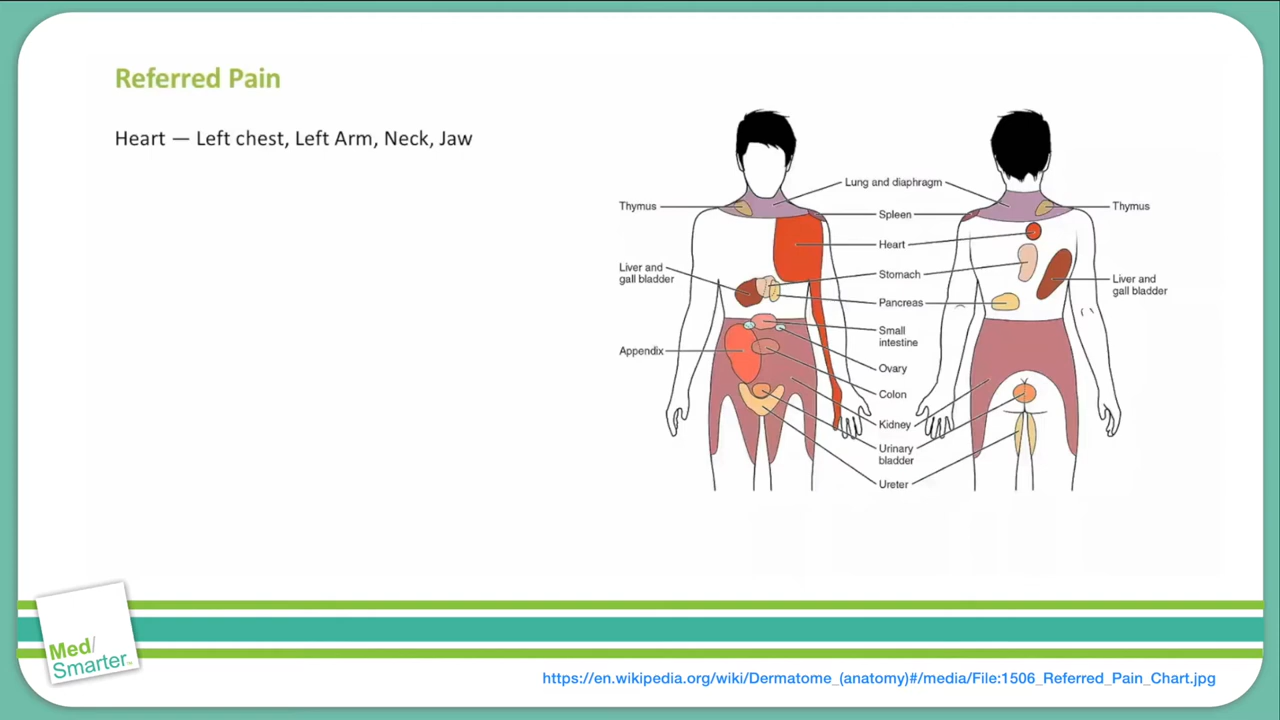 Referred Pain
Heart — Left chest, Left Arm, Neck, Jaw
Lung and diaphragm
Thymus
Spleen
Thymus
Heart
Liver and
gall bladder
Stomach
Liver and
gall bladder
Pancreas
Small
intestine
Appendix
Ovary
Colon
Kidney
Urinary
bladder
Ureter
Med/
Smarter™
https://en.wikipedia.org/wiki/Dermatome_(anatomy)#/media/File:1506_Referred_Pain_Chart.jpg